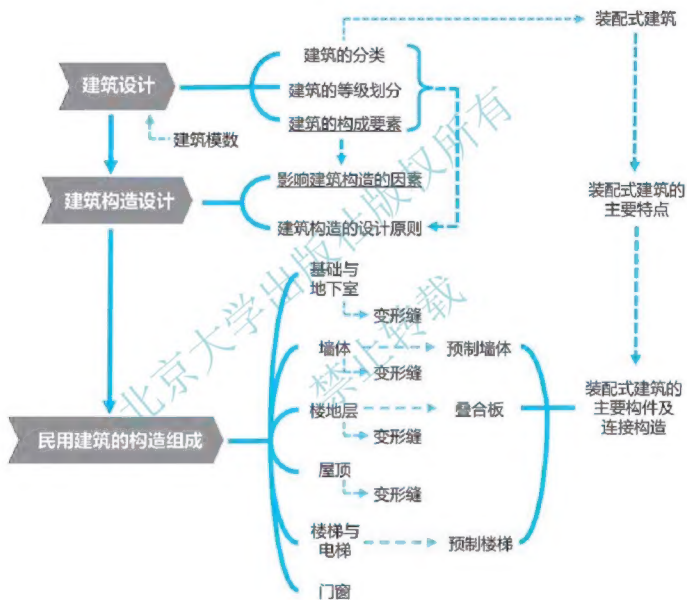 装配式建筑
建筑的分类
建筑设计
建筑的等级划分
建筑的构成要素
建筑模数
影响建筑构造的因素
建筑构造设计
装配式建筑的
主要特点
建筑构造的设计原则
基础与
地下室
变形缝
墙体
预制墙体
变形缝
装配式建筑的
主要构件及
连接构造
楼地层
叠合板
民用建筑的构造组成
变形缝
屋顶
变形缝
楼梯与
电梯
预制楼梯
门窗
北京大学出版社版权所有
禁止转载